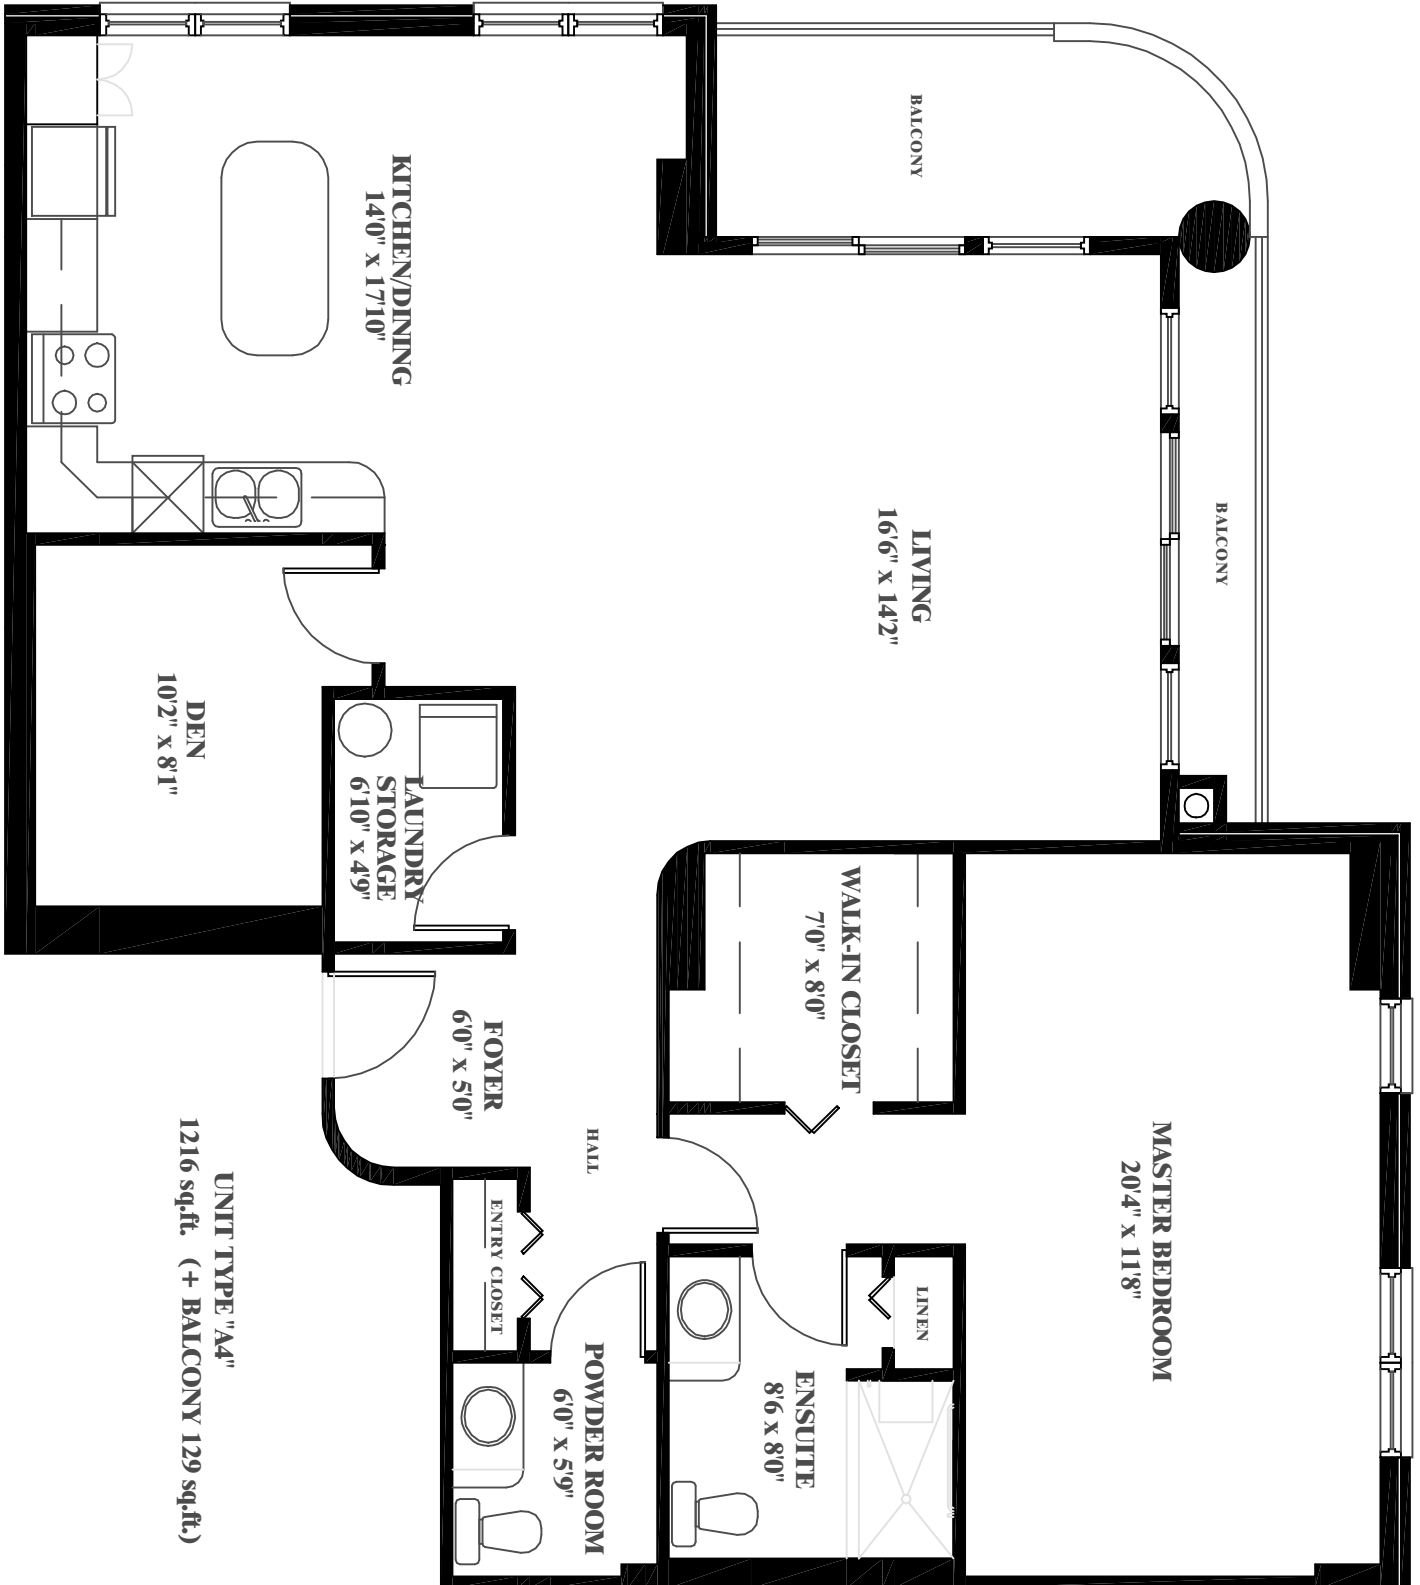 KITCHEN/DINING
14'0" x 17'10"
BALCONY
LIVING
16'6" x 14'2"
BALCONY
DEN
10'2" x 8'1"
LAUNDRY
STORAGE
6'10" x 4'9"
WALK-IN CLOSET
7'0" x 8'0"
FOYER
6'0" x 5'0"
HALL
MASTER BEDROOM
20'4" x 11'8"
ENTRY CLOSET
LINEN
POWDER ROOM
6'0" x 5'9"
ENSUITE
8'6 x 8'0"
UNIT TYPE "A4"
1216 sq.ft. (+ BALCONY 129 sq.ft.)